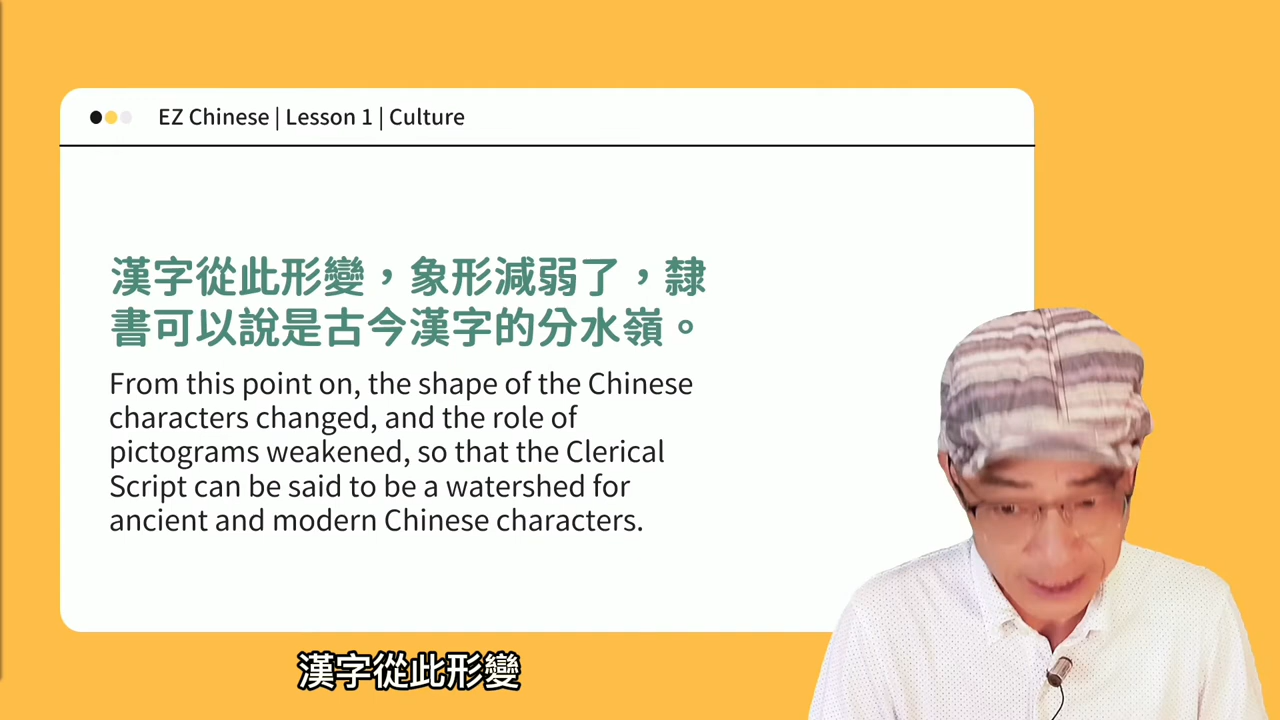 EZ Chinese | Lesson 1 | Culture
漢字從此形變，象形減弱了，隸
書可以說是古今漢字的分水嶺。
From this point on, the shape of the Chinese
characters changed, and the role of
pictograms weakened, so that the Clerical
Script can be said to be a watershed for
ancient and modern Chinese characters.
漢字從此形變